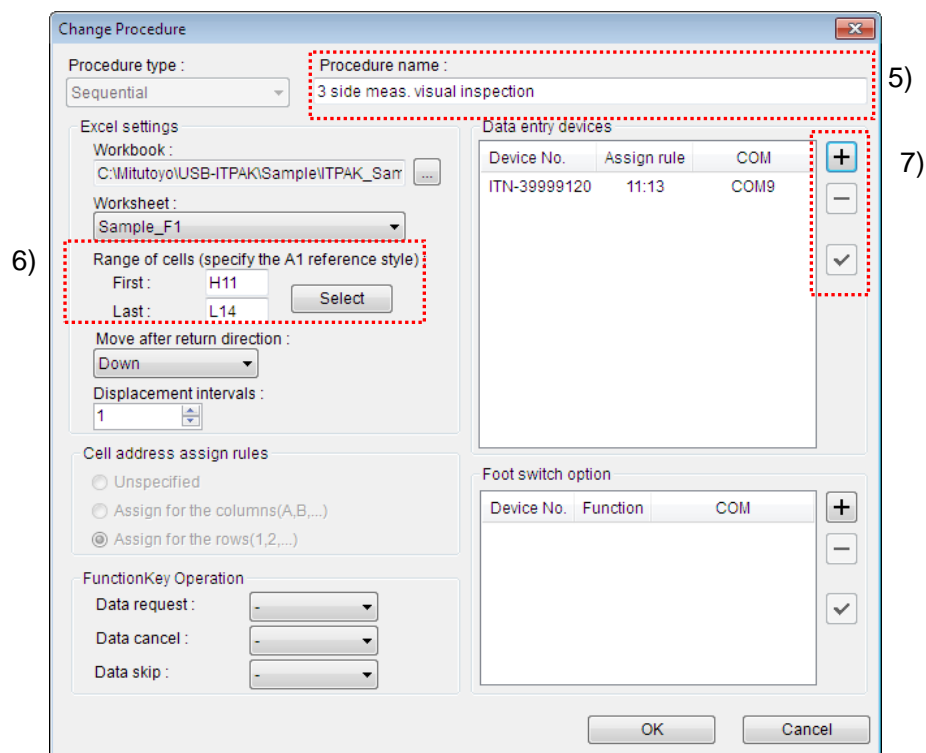 Change Procedure
Procedure type :
Sequential
Procedure name :
3 side meas. visual inspection
5)
Excel settings
Workbook :
C:\Mitutoyo\USB-ITPAK\Sample\ITPAK_Sam
...
Worksheet :
Sample_F1
6)
Range of cells (specify the A1 reference style)
First : H11
Last : L14
Select
Move after return direction :
Down
Displacement intervals :
1
Cell address assign rules
Unspecified
Assign for the columns(A,B,...)
Assign for the rows(1,2,...)
FunctionKey Operation
Data request : -
Data cancel : -
Data skip : -
Data entry devices
Device No. Assign rule COM
ITN-39999120 11:13 COM9
7)
Foot switch option
Device No. Function COM
OK Cancel